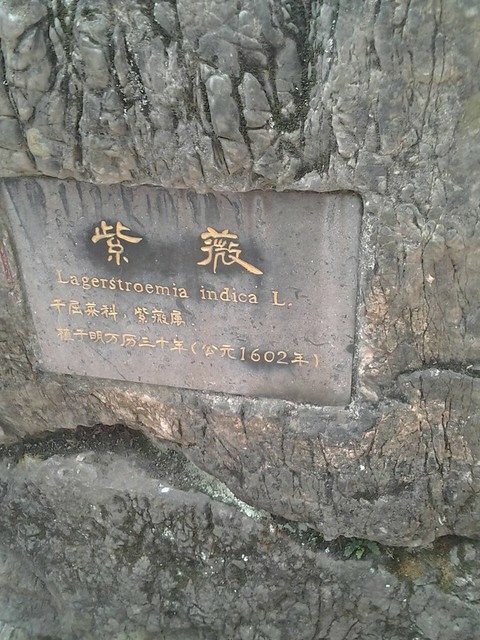 紫 薇
Lagerstroemia indica L.
千屈菜科，紫薇属.
植于明万历三十年(公元1602年)